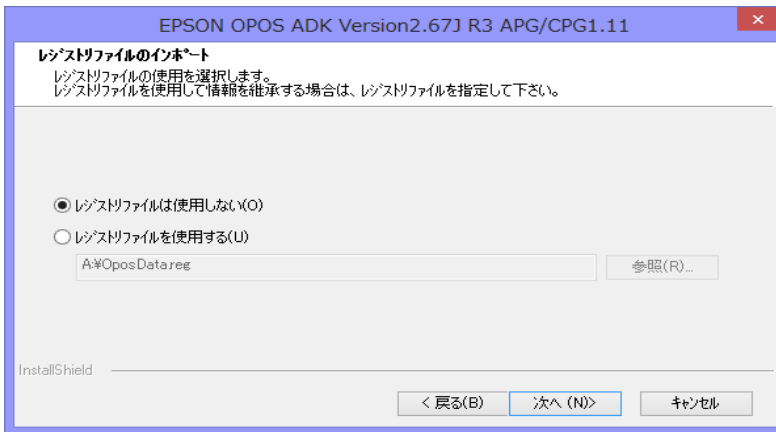 EPSON OPOS ADK Version2.67J R3 APG/CPG1.11
ﾚｼﾞｽﾄﾘﾌｧｲﾙのｲﾝﾎﾟｰﾄ
ﾚｼﾞｽﾄﾘﾌｧｲﾙの使用を選択します。
ﾚｼﾞｽﾄﾘﾌｧｲﾙを使用して情報を継承する場合は、ﾚｼﾞｽﾄﾘﾌｧｲﾙを指定して下さい。
ﾚｼﾞｽﾄﾘﾌｧｲﾙは使用しない(O)
ﾚｼﾞｽﾄﾘﾌｧｲﾙを使用する(U)
A:¥OposData.reg
参照(R)...
InstallShield
< 戻る(B)
次へ (N)>
ｷｬﾝｾﾙ